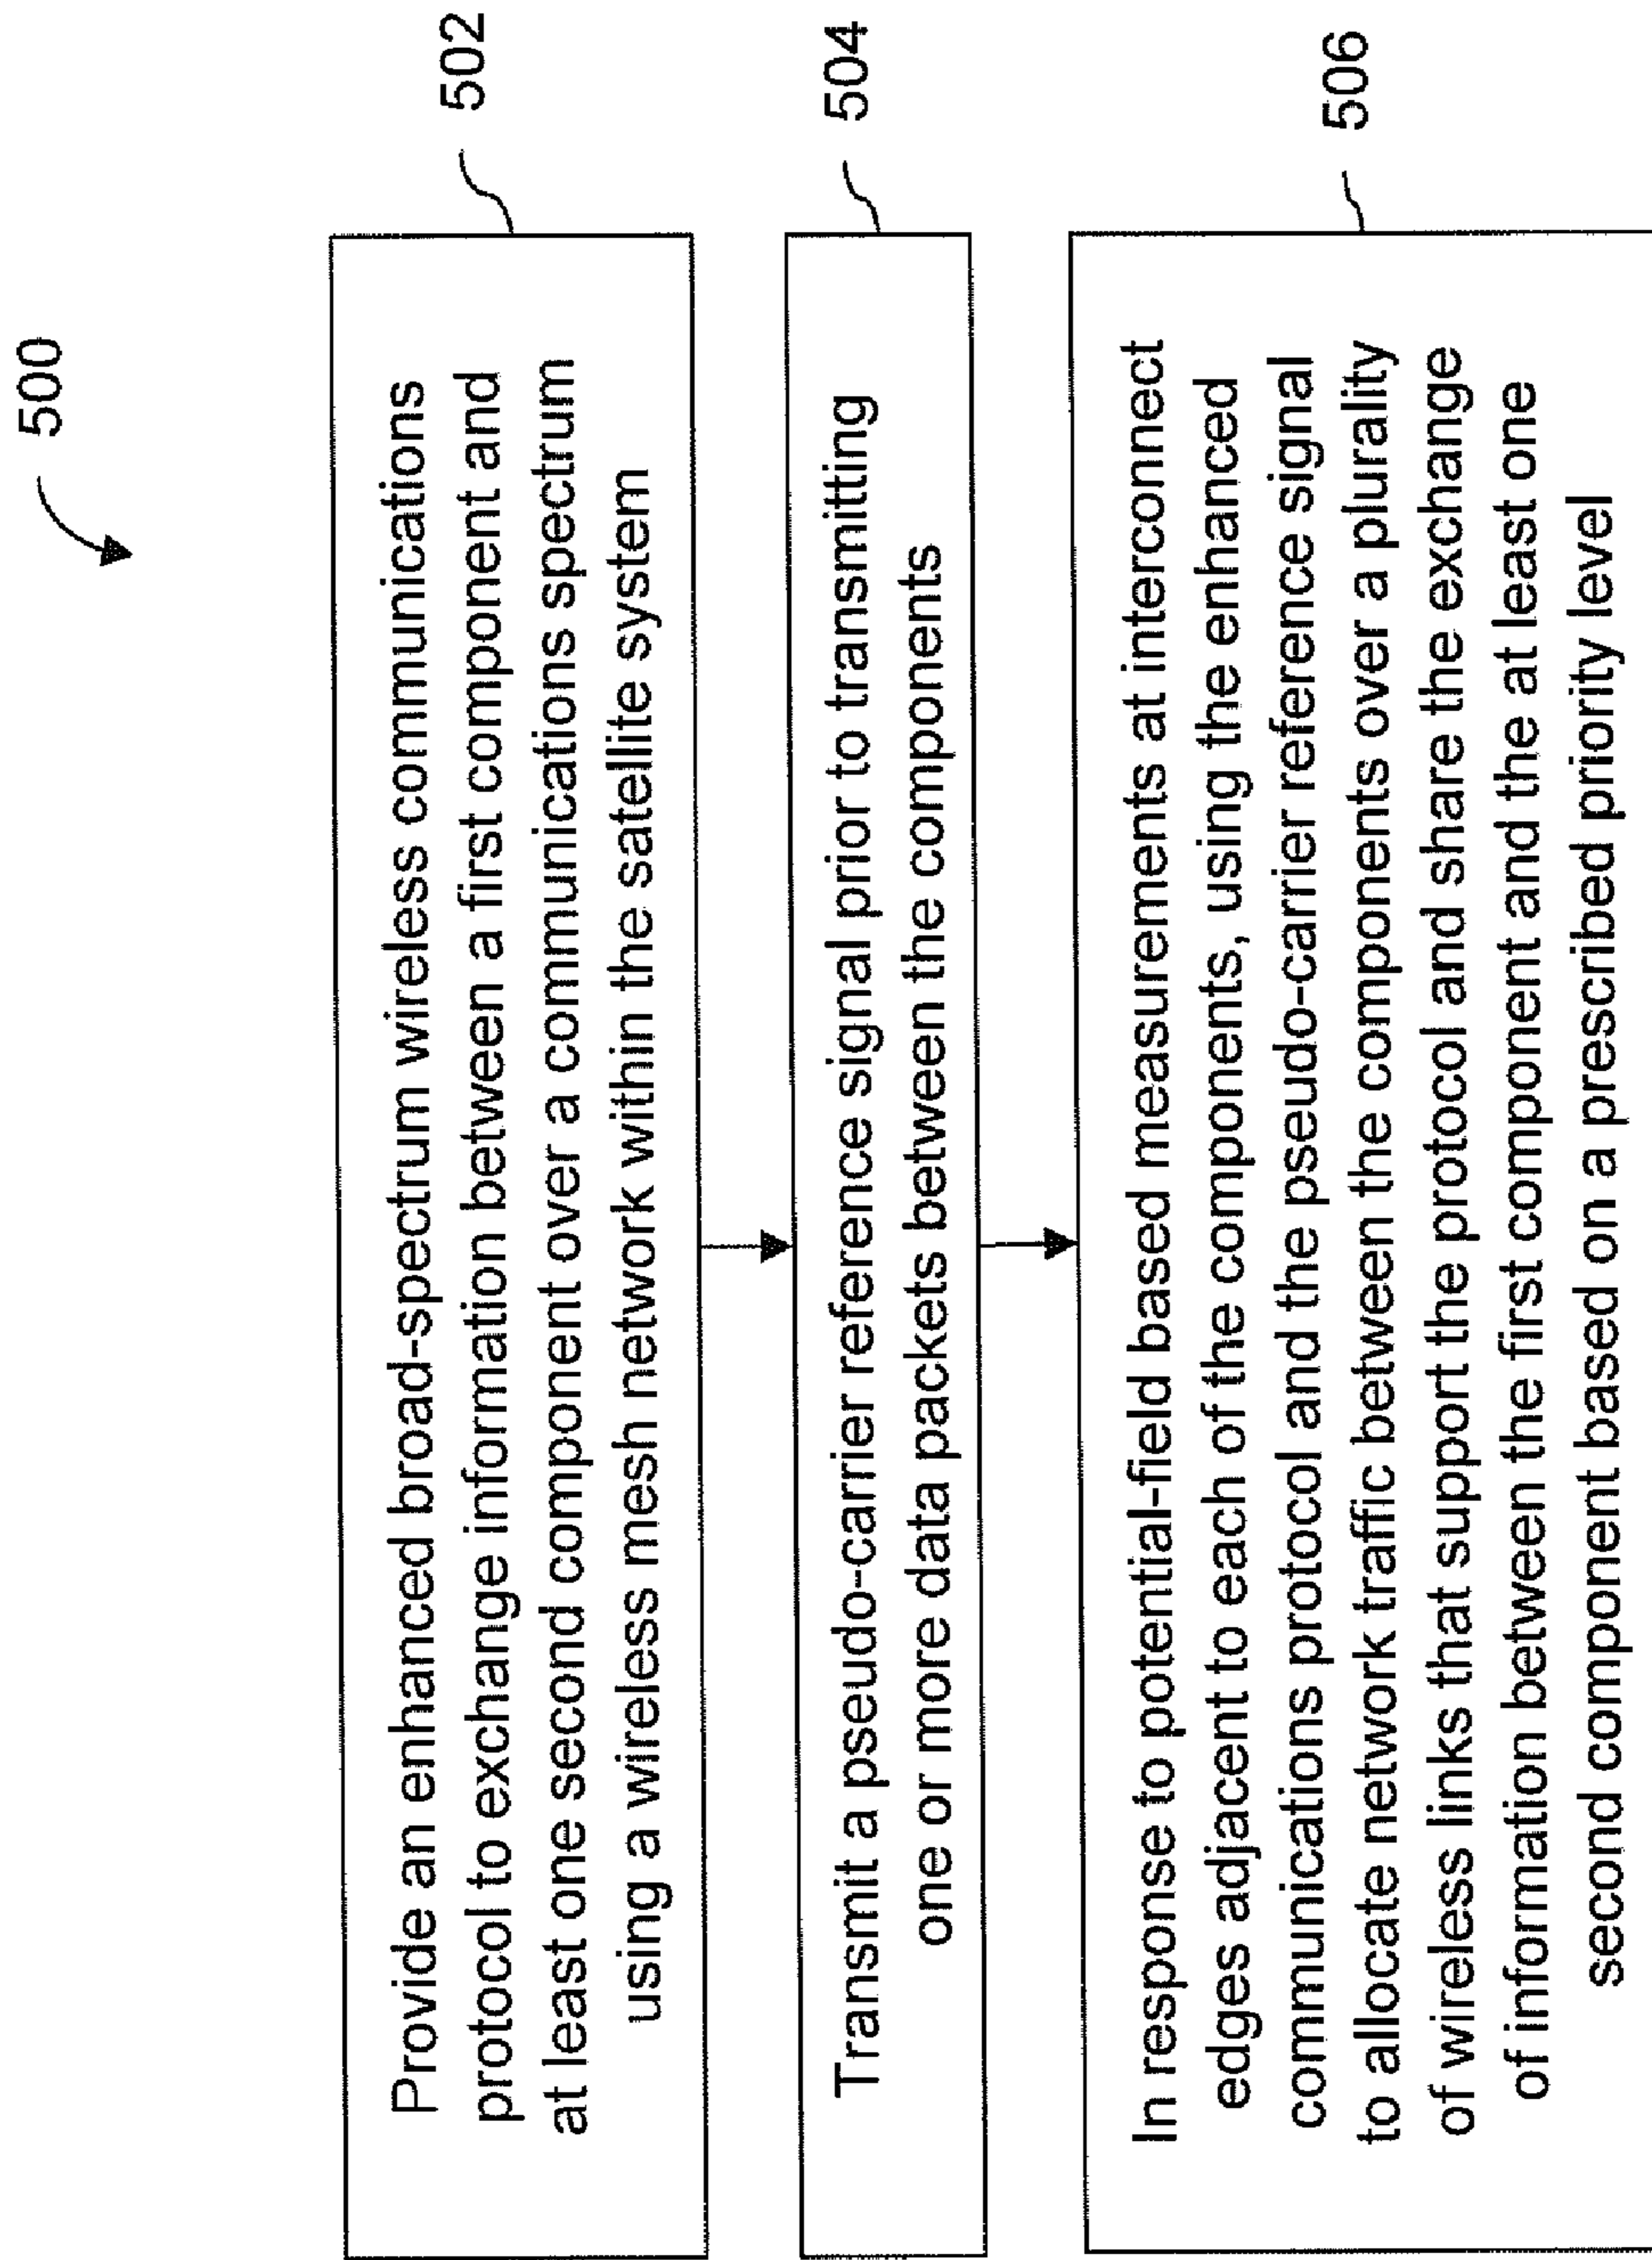 500
Provide an enhanced broad-spectrum wireless communications
protocol to exchange information between a first component and
at least one second component over a communications spectrum
using a wireless mesh network within the satellite system
502
Transmit a pseudo-carrier reference signal prior to transmitting
one or more data packets between the components
504
In response to potential-field based measurements at interconnect
edges adjacent to each of the components, using the enhanced
communications protocol and the pseudo-carrier reference signal
to allocate network traffic between the components over a plurality
of wireless links that support the protocol and share the exchange
of information between the first component and the at least one
second component based on a prescribed priority level
506